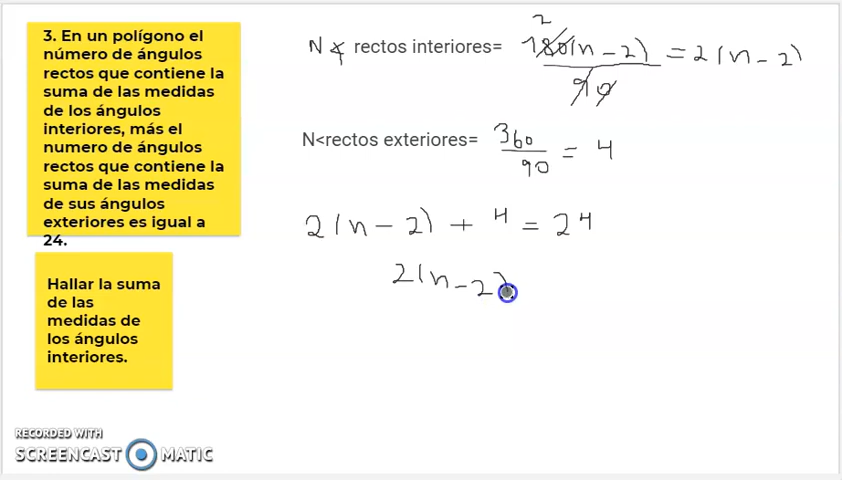 3. En un polígono el
número de ángulos
rectos que contiene la
suma de las medidas
de los ángulos
interiores, más el
numero de ángulos
rectos que contiene la
suma de las medidas
de sus ángulos
exteriores es igual a
24.
Hallar la suma
de las
medidas de
los ángulos
interiores.
2
N ∢ rectos interiores= 180(n-2) = 2(n-2)
90
N<rectos exteriores= 360 = 4
90
2(n-2) + 4 = 24
2(n-2)
RECORDED WITH
SCREENCAST MATIC